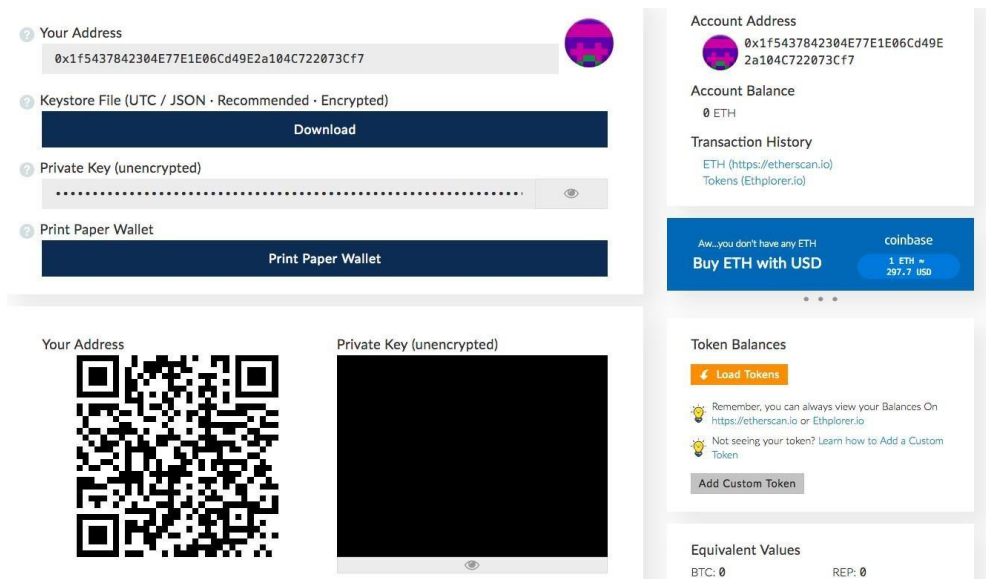 Your Address
0x1f5437842304E77E1E06Cd49E2a104C722073Cf7
Keystore File (UTC / JSON · Recommended · Encrypted)
Download
Private Key (unencrypted)
Print Paper Wallet
Print Paper Wallet
Your Address
Private Key (unencrypted)
Account Address
0x1f5437842304E77E1E06Cd49E
2a104C722073Cf7
Account Balance
0 ETH
Transaction History
ETH (https://etherscan.io)
Tokens (Ethplorer.io)
Aw...you don't have any ETH
Buy ETH with USD
coinbase
1 ETH ≈
297.7 USD
Token Balances
Load Tokens
Remember, you can always view your Balances On
https://etherscan.io or Ethplorer.io
Not seeing your token? Learn how to Add a Custom
Token
Add Custom Token
Equivalent Values
BTC: 0 REP: 0